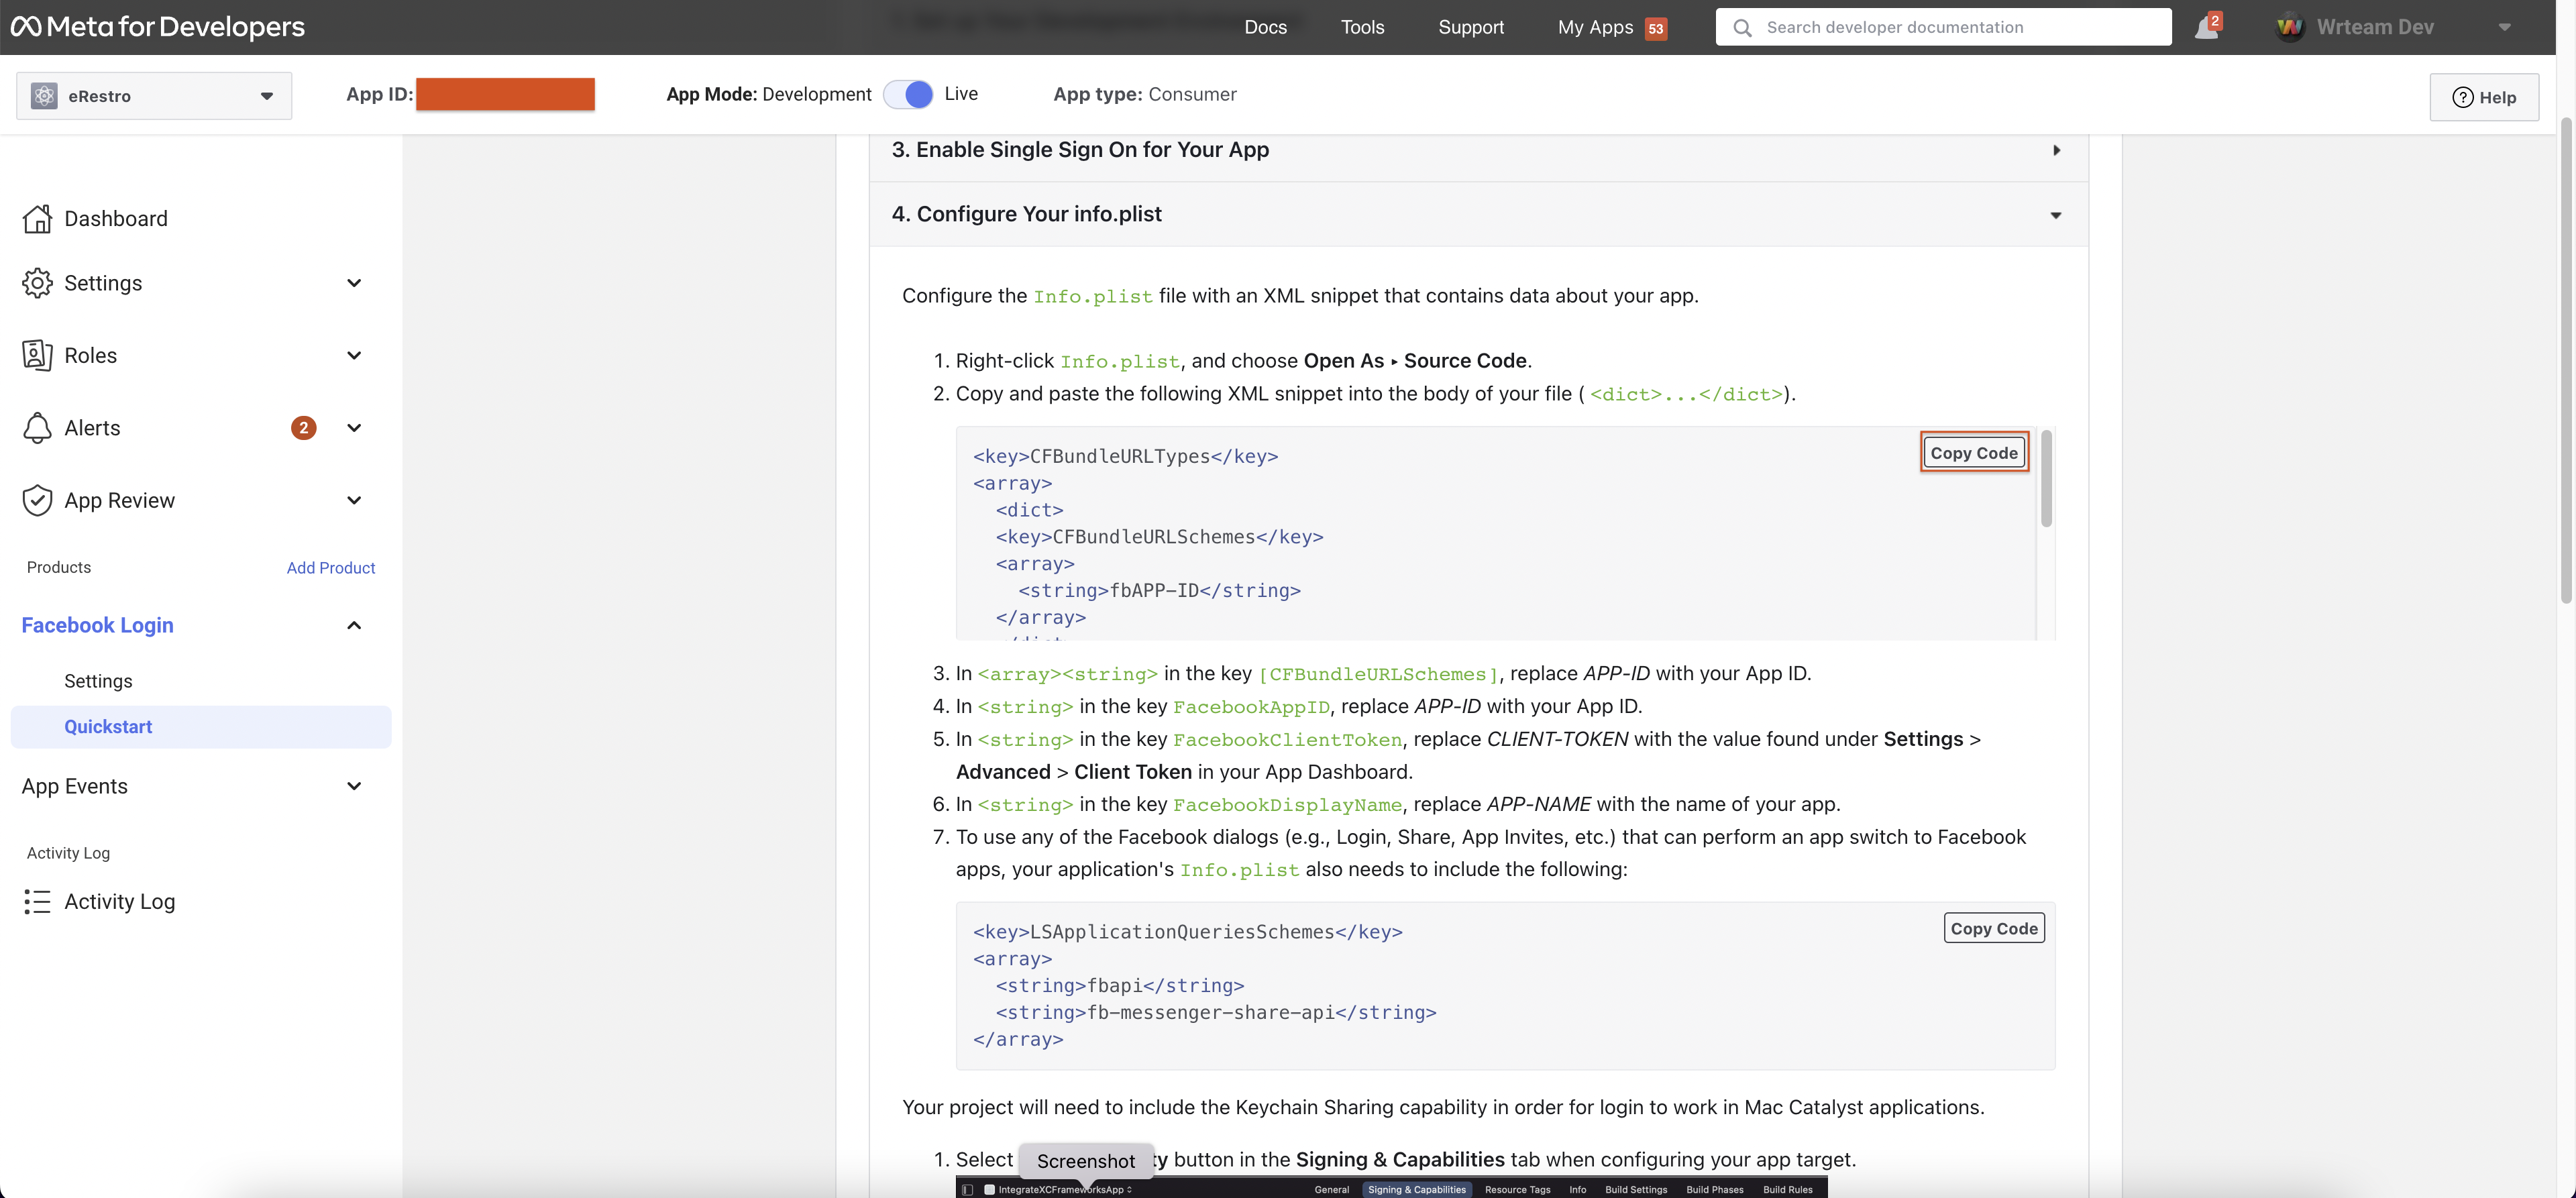 Meta for Developers
Docs
Tools
Support
My Apps 53
Search developer documentation
2
Wrteam Dev
eRestro
App ID:
App Mode: Development
Live
App type: Consumer
Help
Dashboard
Settings
Roles
Alerts 2
App Review
Products
Add Product
Facebook Login
Settings
Quickstart
App Events
Activity Log
Activity Log
3. Enable Single Sign On for Your App
4. Configure Your info.plist
Configure the Info.plist file with an XML snippet that contains data about your app.
1. Right-click Info.plist, and choose Open As ▸ Source Code.
2. Copy and paste the following XML snippet into the body of your file ( <dict>...</dict>).
Copy Code
<key>CFBundleURLTypes</key>
<array>
<dict>
<key>CFBundleURLSchemes</key>
<array>
<string>fbAPP-ID</string>
</array>
3. In <array><string> in the key [CFBundleURLSchemes], replace APP-ID with your App ID.
4. In <string> in the key FacebookAppID, replace APP-ID with your App ID.
5. In <string> in the key FacebookClientToken, replace CLIENT-TOKEN with the value found under Settings >
Advanced > Client Token in your App Dashboard.
6. In <string> in the key FacebookDisplayName, replace APP-NAME with the name of your app.
7. To use any of the Facebook dialogs (e.g., Login, Share, App Invites, etc.) that can perform an app switch to Facebook
apps, your application's Info.plist also needs to include the following:
Copy Code
<key>LSApplicationQueriesSchemes</key>
<array>
<string>fbapi</string>
<string>fb-messenger-share-api</string>
</array>
Your project will need to include the Keychain Sharing capability in order for login to work in Mac Catalyst applications.
1. Select ty button in the Signing & Capabilities tab when configuring your app target.
Screenshot
IntegrateXCFrameworksApp
General
Signing & Capabilities
Resource Tags
Info
Build Settings
Build Phases
Build Rules